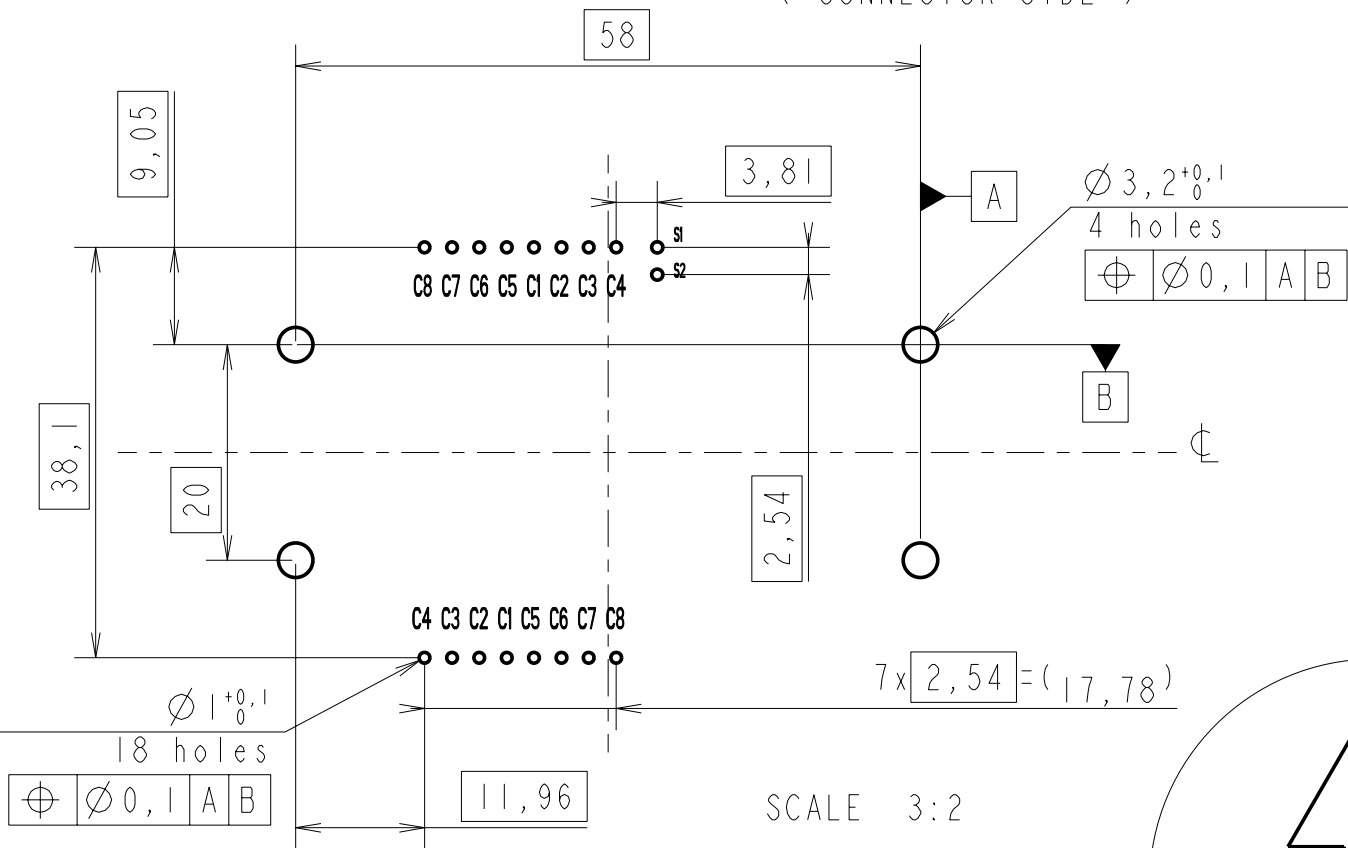 ( CONNECTOR SIDE )
58
9,05
3,81
A
Ø3,2 +0,1 0
4 holes
⌖ Ø0,1 A B
S1
S2
C8 C7 C6 C5 C1 C2 C3 C4
B
38,1
20
2,54
℄
C4 C3 C2 C1 C5 C6 C7 C8
7x 2,54 =(17,78)
Ø1 +0,1 0
18 holes
⌖ Ø0,1 A B
11,96
SCALE 3:2